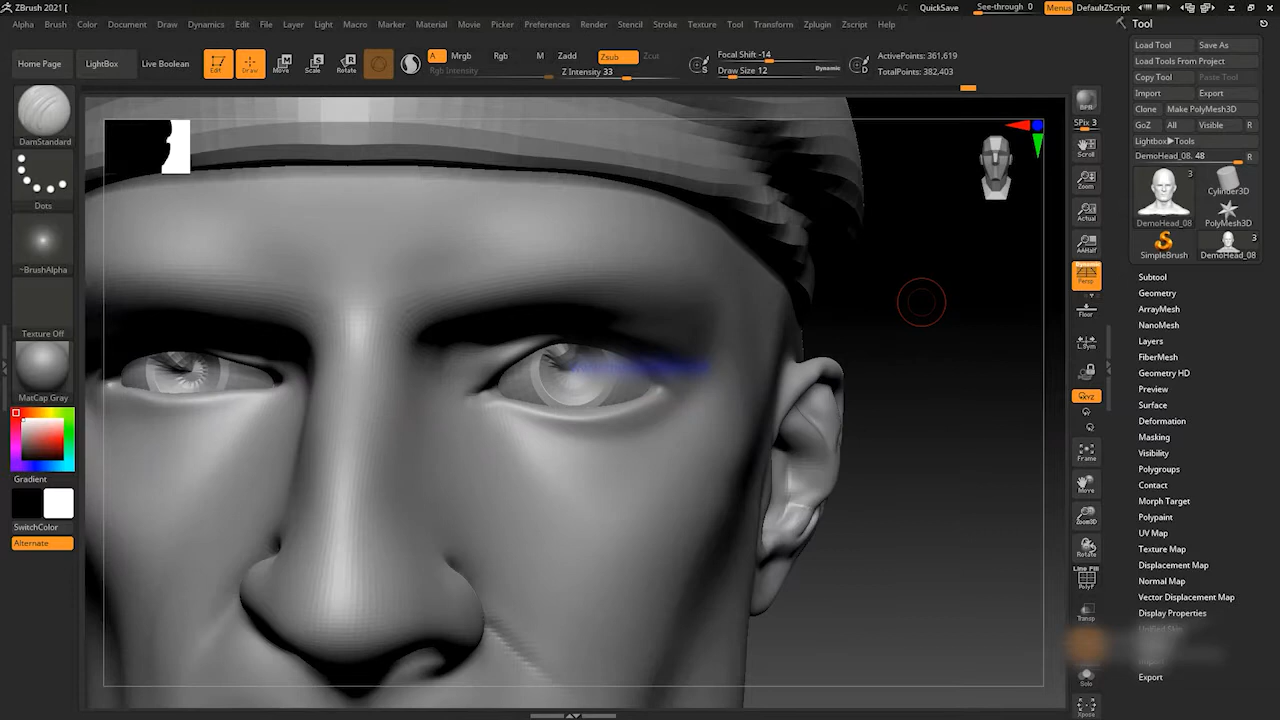 ZBrush 2021 [
AC QuickSave See-through 0 Menus DefaultZScript
Alpha Brush Color Document Draw Dynamics Edit File Layer Light Macro Marker Material Movie Picker Preferences Render Stencil Stroke Texture Tool Transform Zplugin Zscript Help
Home Page LightBox Live Boolean Edit Draw Move Scale Rotate
A Mrgb Rgb M Zadd Zsub Zcut
Rgb Intensity Z Intensity 33
Focal Shift -14
Draw Size 12 Dynamic
S
D
ActivePoints: 361,619
TotalPoints: 382,403
DamStandard
Dots
~BrushAlpha
Texture Off
MatCap Gray
Gradient
SwitchColor
Alternate
BPR
SPix 3
Scroll
Zoom
Actual
AAHalf
Dynamic
Persp
Floor
L.Sym
XYZ
Frame
Move
Zoom3D
Rotate
Line Fill
PolyF
Transp
Solo
Xpose
Tool
Load Tool Save As
Load Tools From Project
Copy Tool Paste Tool
Import Export
Clone Make PolyMesh3D
GoZ All Visible R
Lightbox▶Tools
DemoHead_08. 48 R
3
Cylinder3D
DemoHead_08 PolyMesh3D
3
SimpleBrush DemoHead_08
Subtool
Geometry
ArrayMesh
NanoMesh
Layers
FiberMesh
Geometry HD
Preview
Surface
Deformation
Masking
Visibility
Polygroups
Contact
Morph Target
Polypaint
UV Map
Texture Map
Displacement Map
Normal Map
Vector Displacement Map
Display Properties
Unified Skin
Import
Export